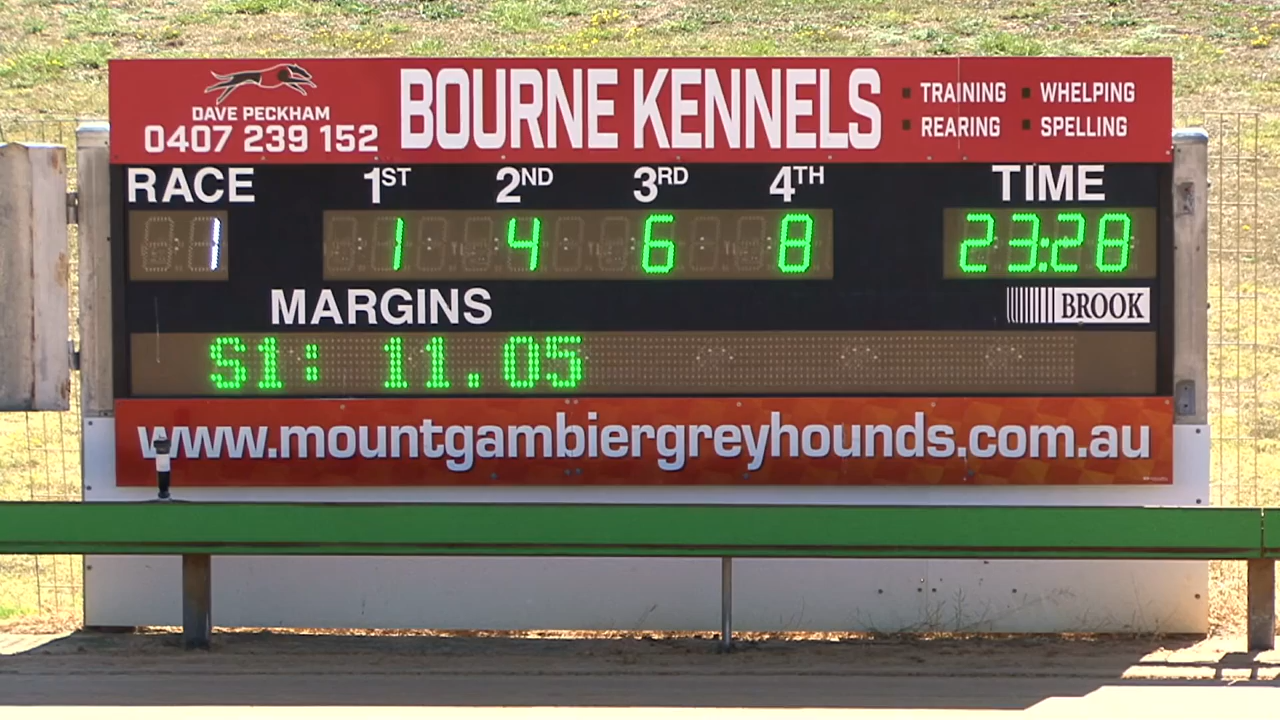 DAVE PECKHAM
0407 239 152
BOURNE KENNELS
TRAINING WHELPING
REARING SPELLING
RACE 1ST 2ND 3RD 4TH TIME
1 1 4 6 8 23:28
MARGINS
BROOK
S1: 11.05
www.mountgambiergreyhounds.com.au